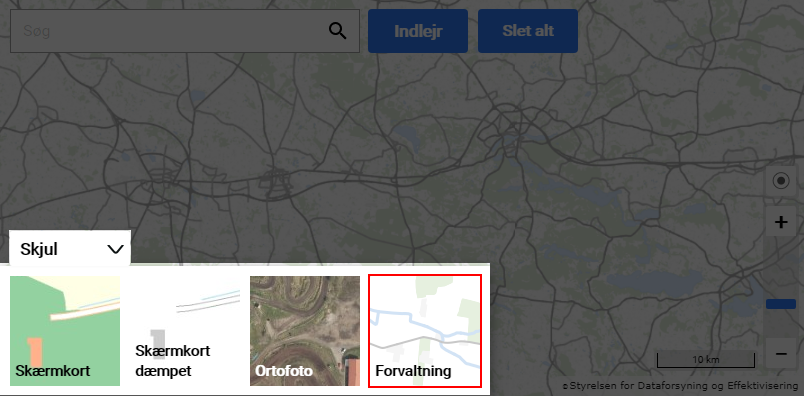 Søg
Indlejr
Slet alt
Skjul
+
Skærmkort
Skærmkort
dæmpet
Ortofoto
Forvaltning
−
10 km
© Styrelsen for Dataforsyning og Effektivisering